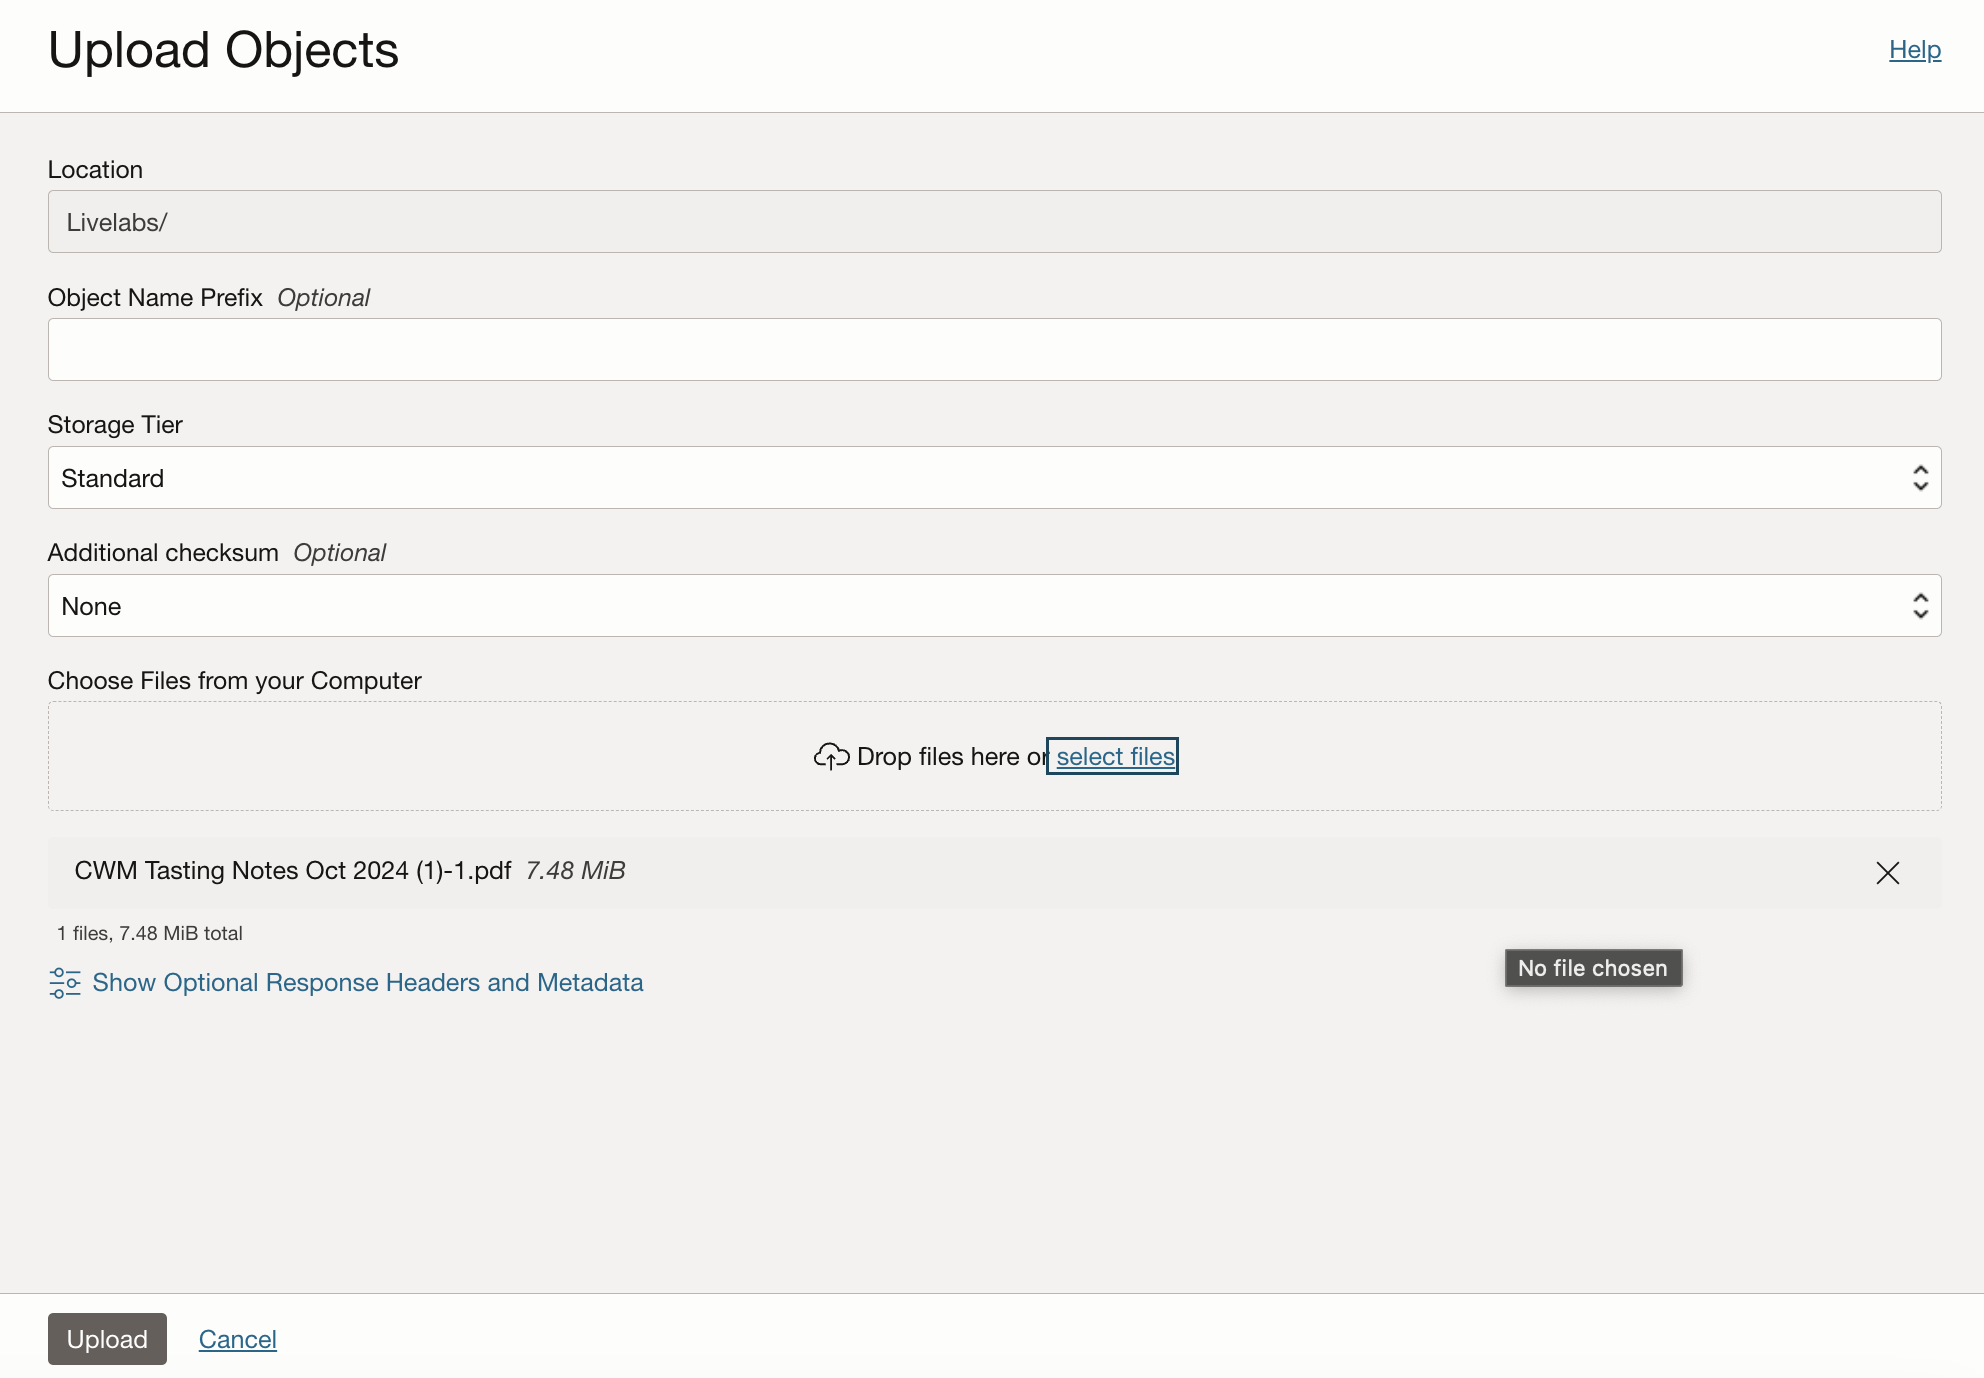 Upload Objects
Help
Location
Livelabs/
Object Name Prefix Optional
Storage Tier
Standard
Additional checksum Optional
None
Choose Files from your Computer
Drop files here or select files
CWM Tasting Notes Oct 2024 (1)-1.pdf 7.48 MiB
1 files, 7.48 MiB total
No file chosen
Show Optional Response Headers and Metadata
Upload
Cancel